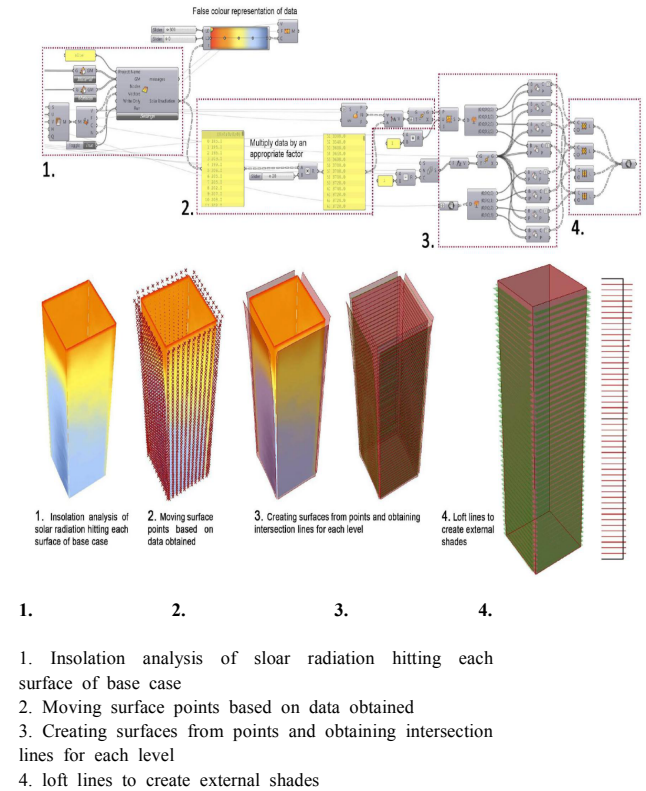 False colour representation of data
1.
Multiply data by an
appropriate factor
2.
3.
4.
1. Insolation analysis of
solar radiation hitting each
surface of base case
2. Moving surface
points based on
data obtained
3. Creating surfaces from points and obtaining
intersection lines for each level
4. Loft lines to
create external
shades
1. 2. 3. 4.
1. Insolation analysis of sloar radiation hitting each
surface of base case
2. Moving surface points based on data obtained
3. Creating surfaces from points and obtaining intersection
lines for each level
4. loft lines to create external shades